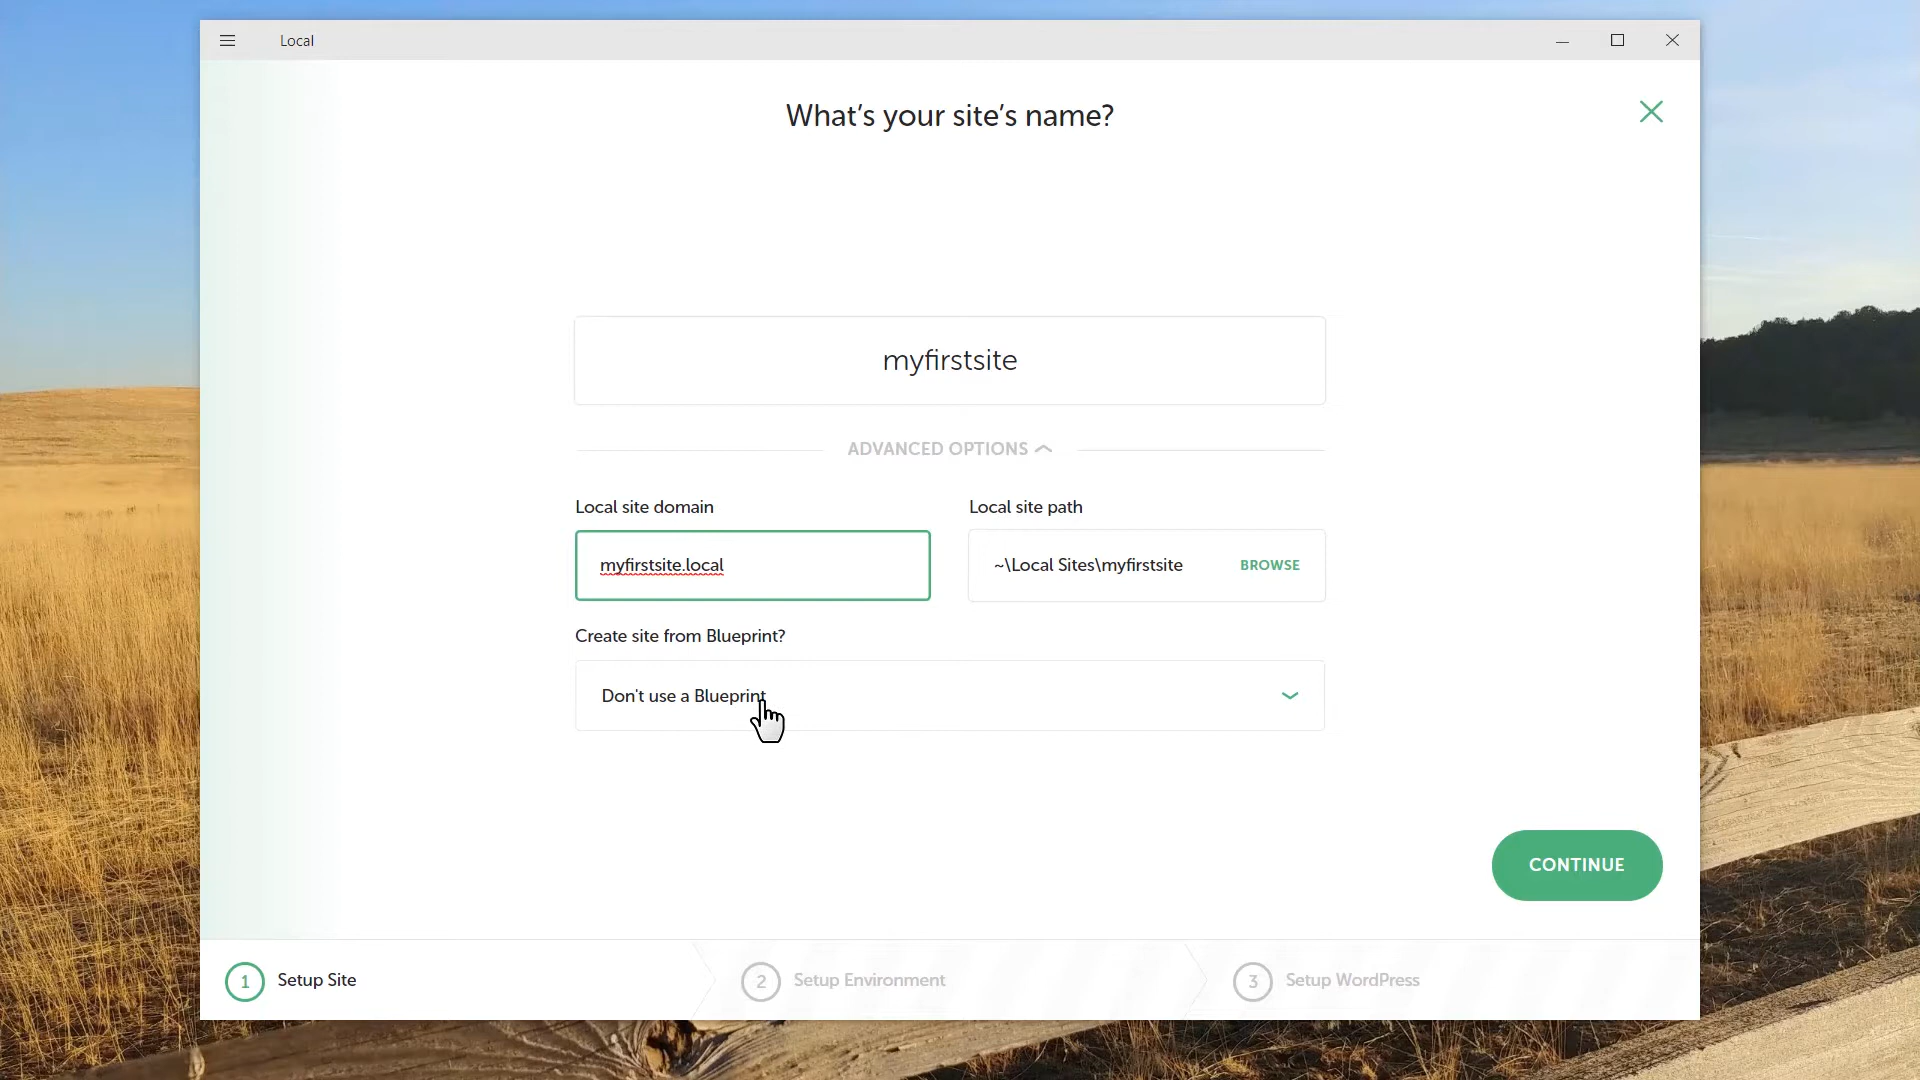 Local
What's your site's name?
myfirstsite
ADVANCED OPTIONS
Local site domain
Local site path
myfirstsite.local
~\Local Sites\myfirstsite
BROWSE
Create site from Blueprint?
Don't use a Blueprint
CONTINUE
1 Setup Site
2 Setup Environment
3 Setup WordPress